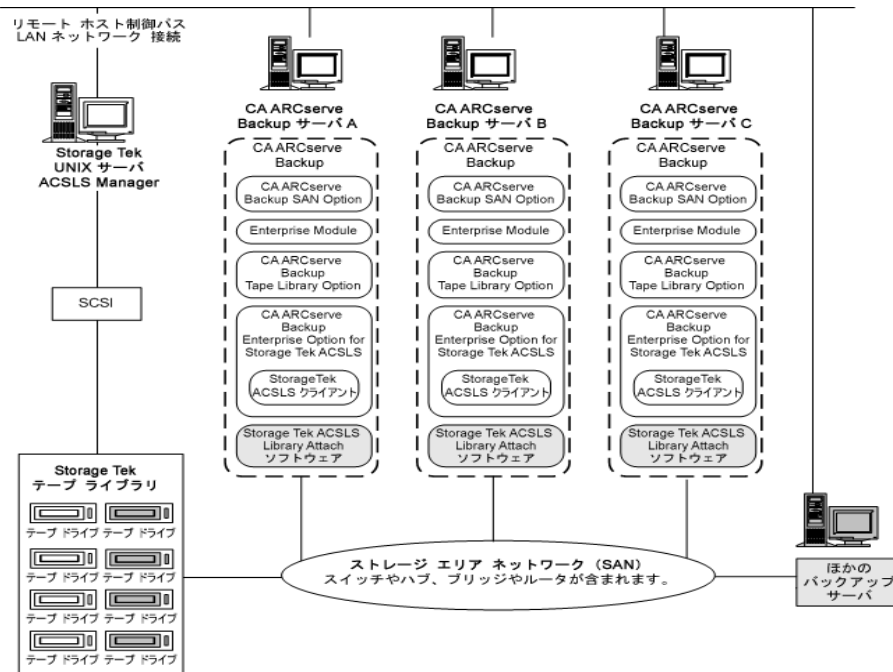 リモート ホスト制御パス
LAN ネットワーク 接続
Storage Tek
UNIX サーバ
ACSLS Manager
SCSI
Storage Tek
テープ ライブラリ
テープ ドライブ テープ ドライブ
テープ ドライブ テープ ドライブ
テープ ドライブ テープ ドライブ
テープ ドライブ テープ ドライブ
CA ARCserve
Backup サーバ A
CA ARCserve
Backup
CA ARCserve
Backup SAN Option
Enterprise Module
CA ARCserve
Backup
Tape Library Option
CA ARCserve
Backup
Enterprise Option for
Storage Tek ACSLS
StorageTek
ACSLS クライアント
Storage Tek ACSLS
Library Attach
ソフトウェア
CA ARCserve
Backup サーバ B
CA ARCserve
Backup
CA ARCserve
Backup SAN Option
Enterprise Module
CA ARCserve
Backup
Tape Library Option
CA ARCserve
Backup
Enterprise Option for
Storage Tek ACSLS
StorageTek
ACSLS クライアント
Storage Tek ACSLS
Library Attach
ソフトウェア
CA ARCserve
Backup サーバ C
CA ARCserve
Backup
CA ARCserve
Backup SAN Option
Enterprise Module
CA ARCserve
Backup
Tape Library Option
CA ARCserve
Backup
Enterprise Option for
Storage Tek ACSLS
StorageTek
ACSLS クライアント
Storage Tek ACSLS
Library Attach
ソフトウェア
ストレージ エリア ネットワーク（SAN）
スイッチやハブ、ブリッジやルータが含まれます。
ほかの
バックアップ
サーバ